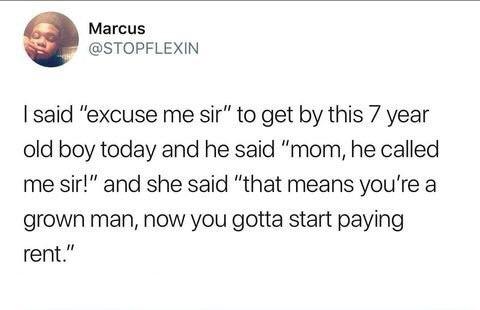 Marcus
@STOPFLEXIN
I said “excuse me sir” to get by this 7 year
old boy today and he said “mom, he called
me sir!” and she said “that means you’re a
grown man, now you gotta start paying
rent.”